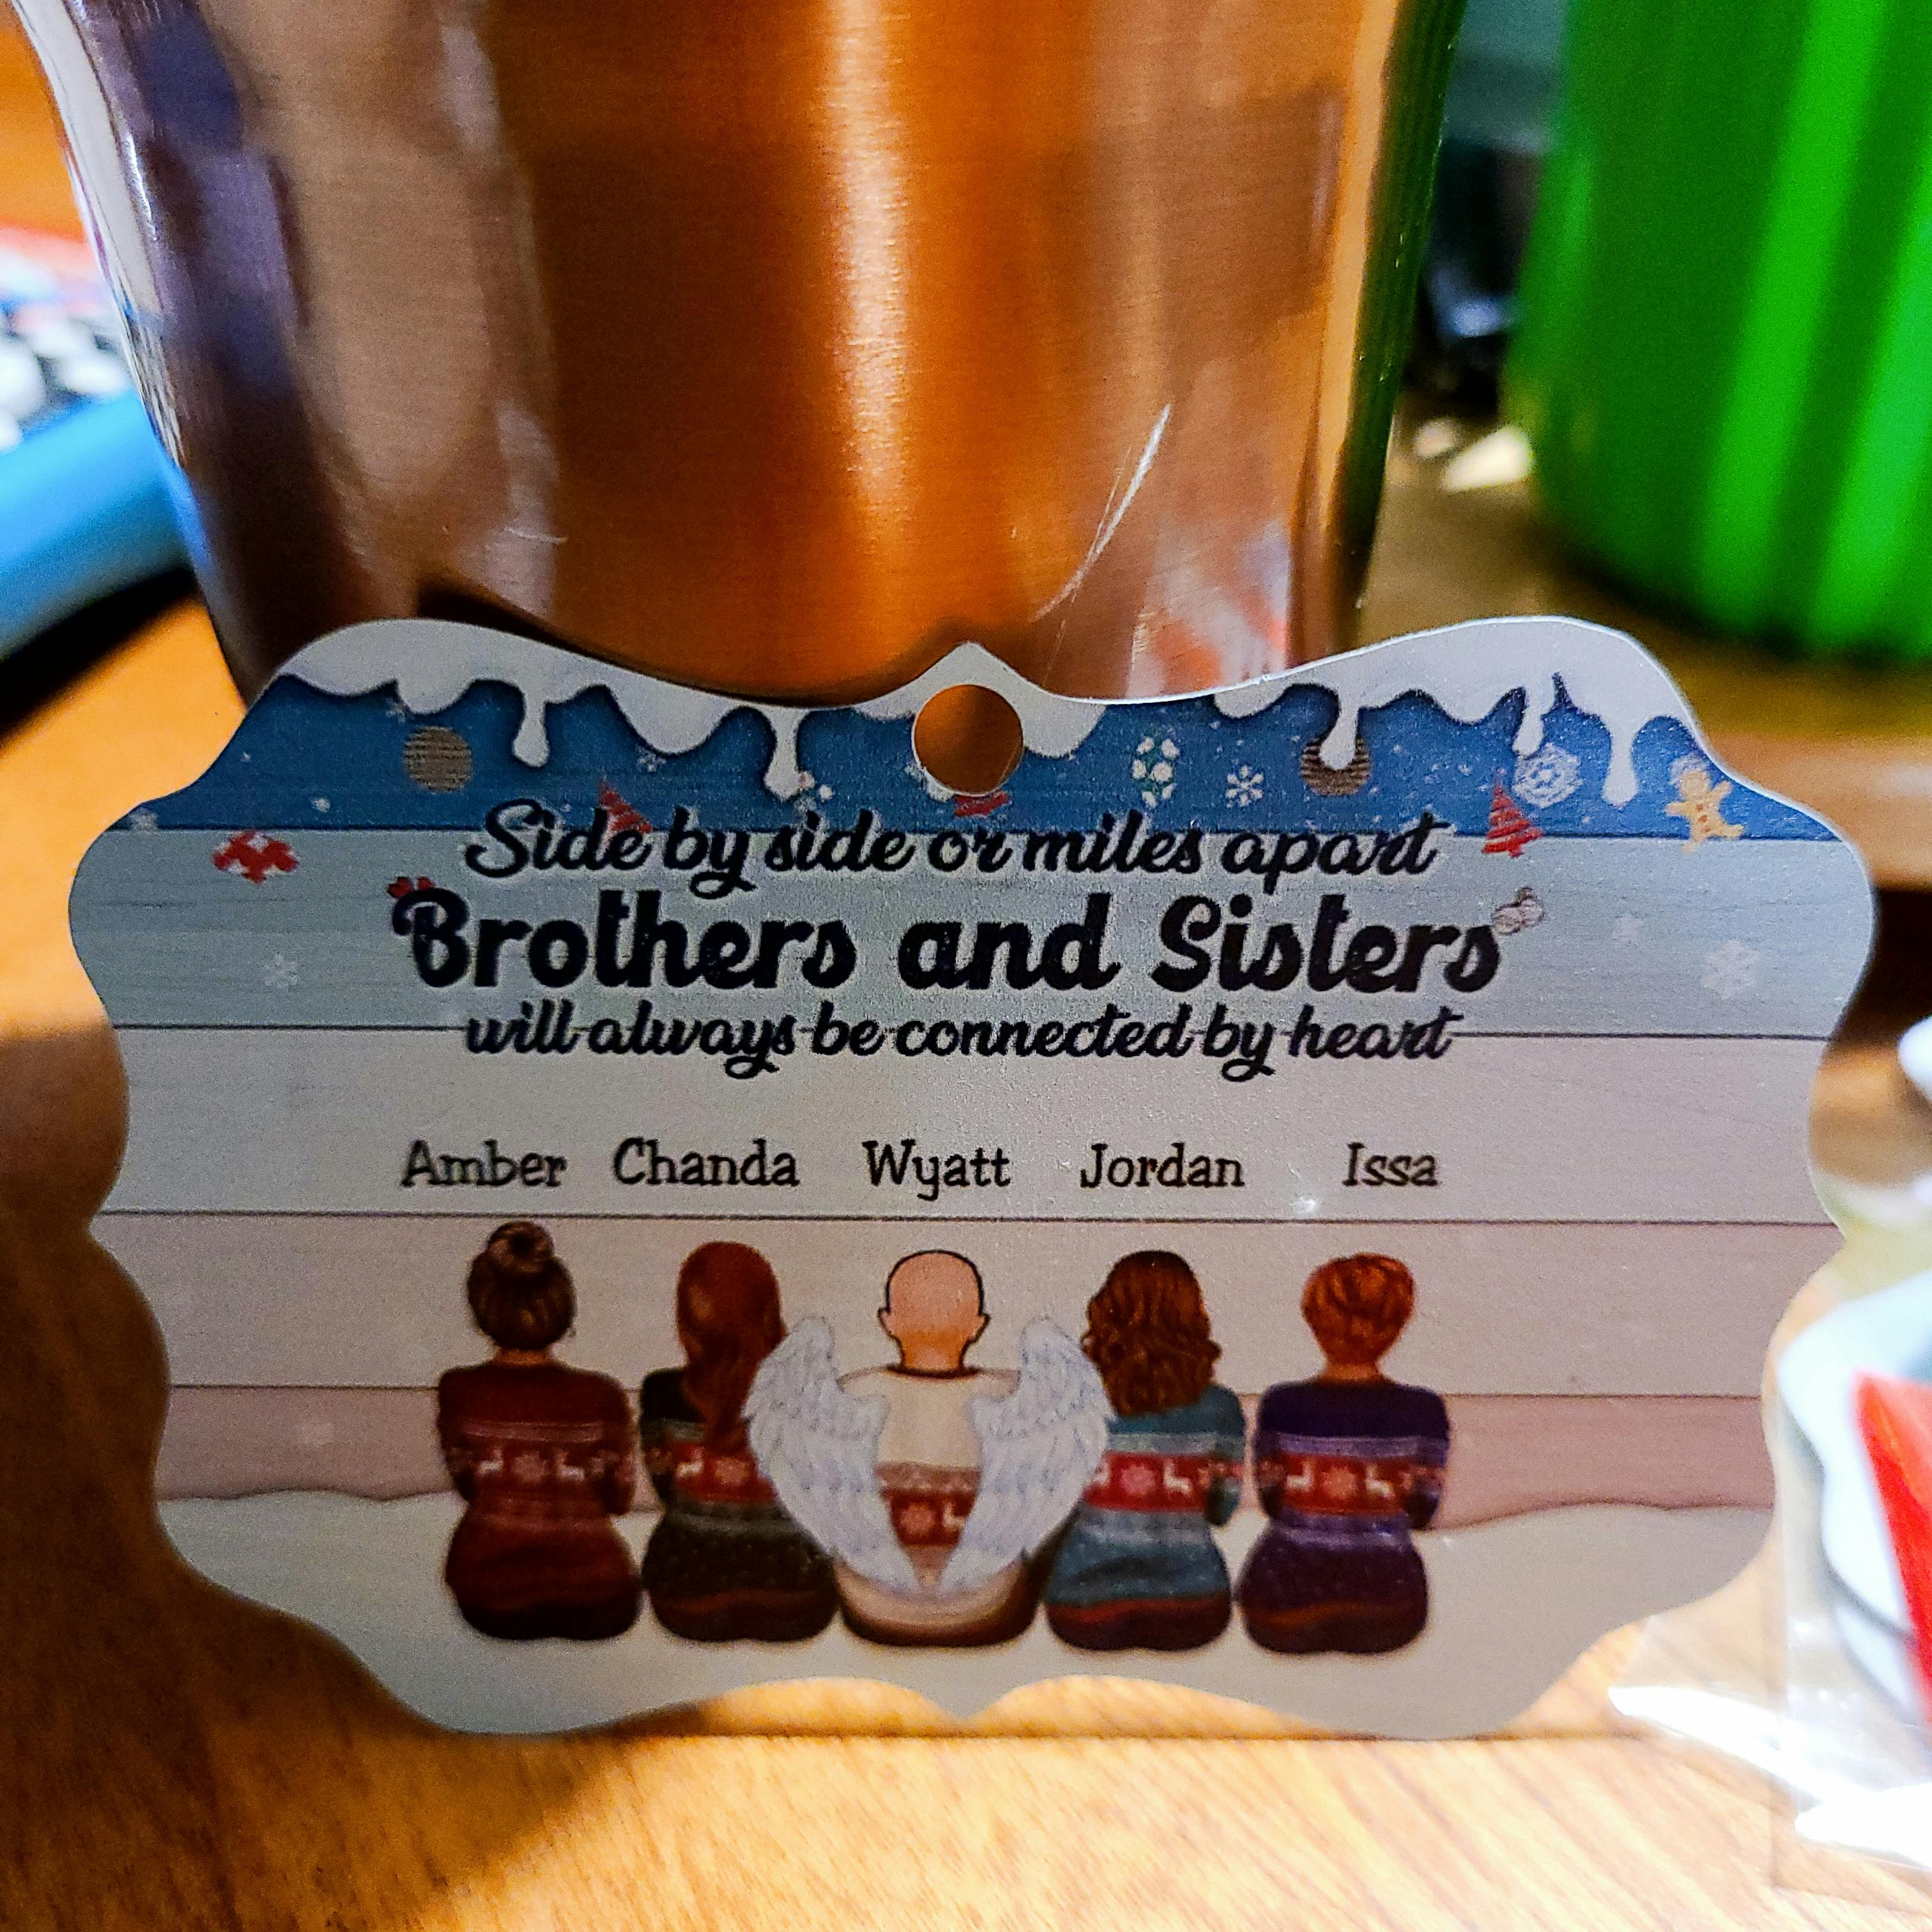 Side by side or miles apart
Brothers and Sisters
will always be connected by heart
Amber Chanda Wyatt Jordan Issa